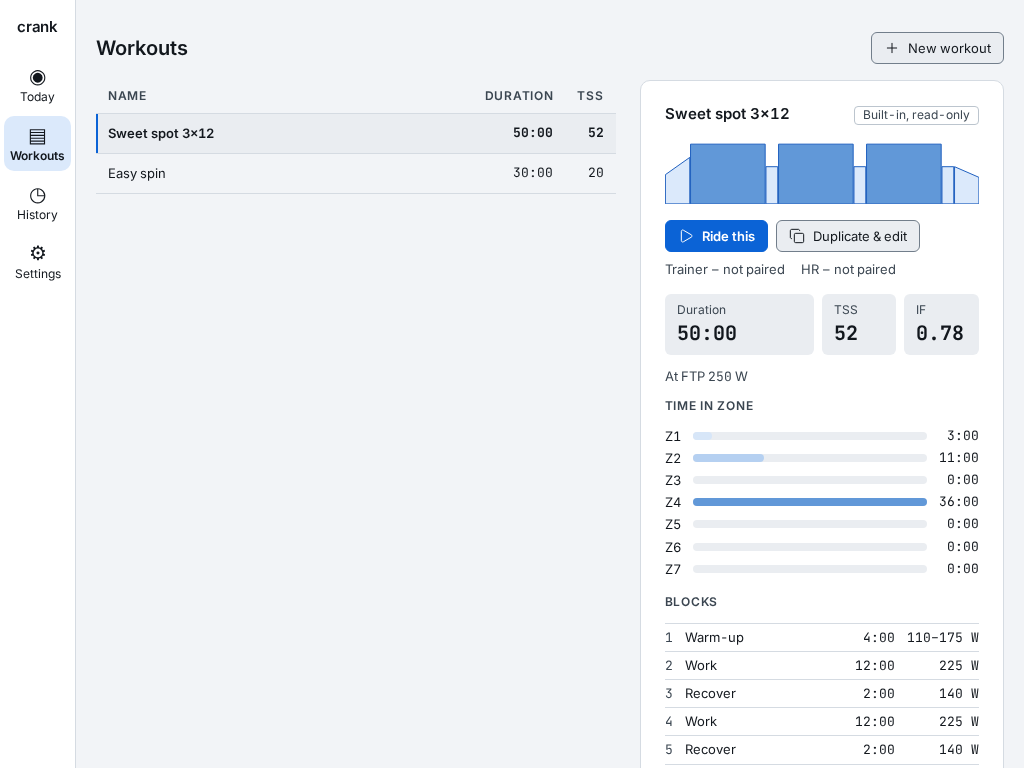 crank
Today
Workouts
History
Settings
Workouts
New workout
NAME DURATION TSS
Sweet spot 3×12 50:00 52
Easy spin 30:00 20
Sweet spot 3×12 Built-in, read-only
Ride this Duplicate & edit
Trainer – not paired HR – not paired
Duration TSS IF
50:00 52 0.78
At FTP 250 W
TIME IN ZONE
Z1 3:00
Z2 11:00
Z3 0:00
Z4 36:00
Z5 0:00
Z6 0:00
Z7 0:00
BLOCKS
1 Warm-up 4:00 110–175 W
2 Work 12:00 225 W
3 Recover 2:00 140 W
4 Work 12:00 225 W
5 Recover 2:00 140 W